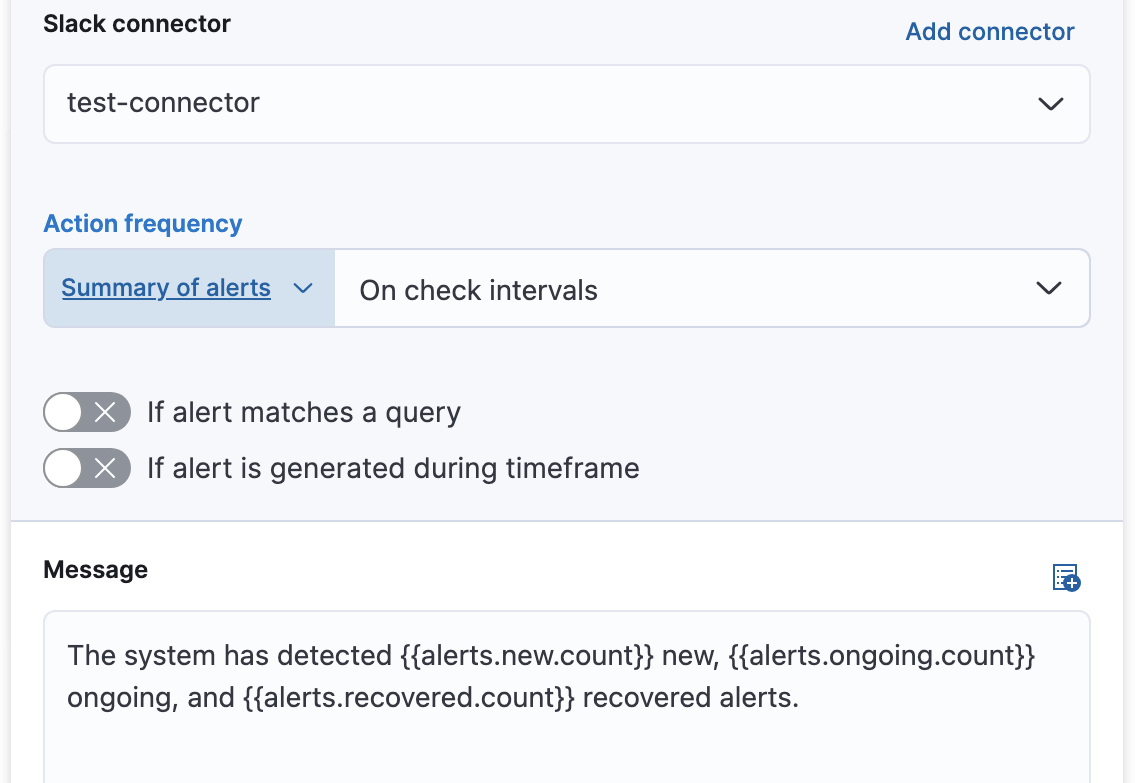 Slack connector
Add connector
test-connector
Action frequency
Summary of alerts
On check intervals
If alert matches a query
If alert is generated during timeframe
Message
The system has detected {{alerts.new.count}} new, {{alerts.ongoing.count}}
ongoing, and {{alerts.recovered.count}} recovered alerts.